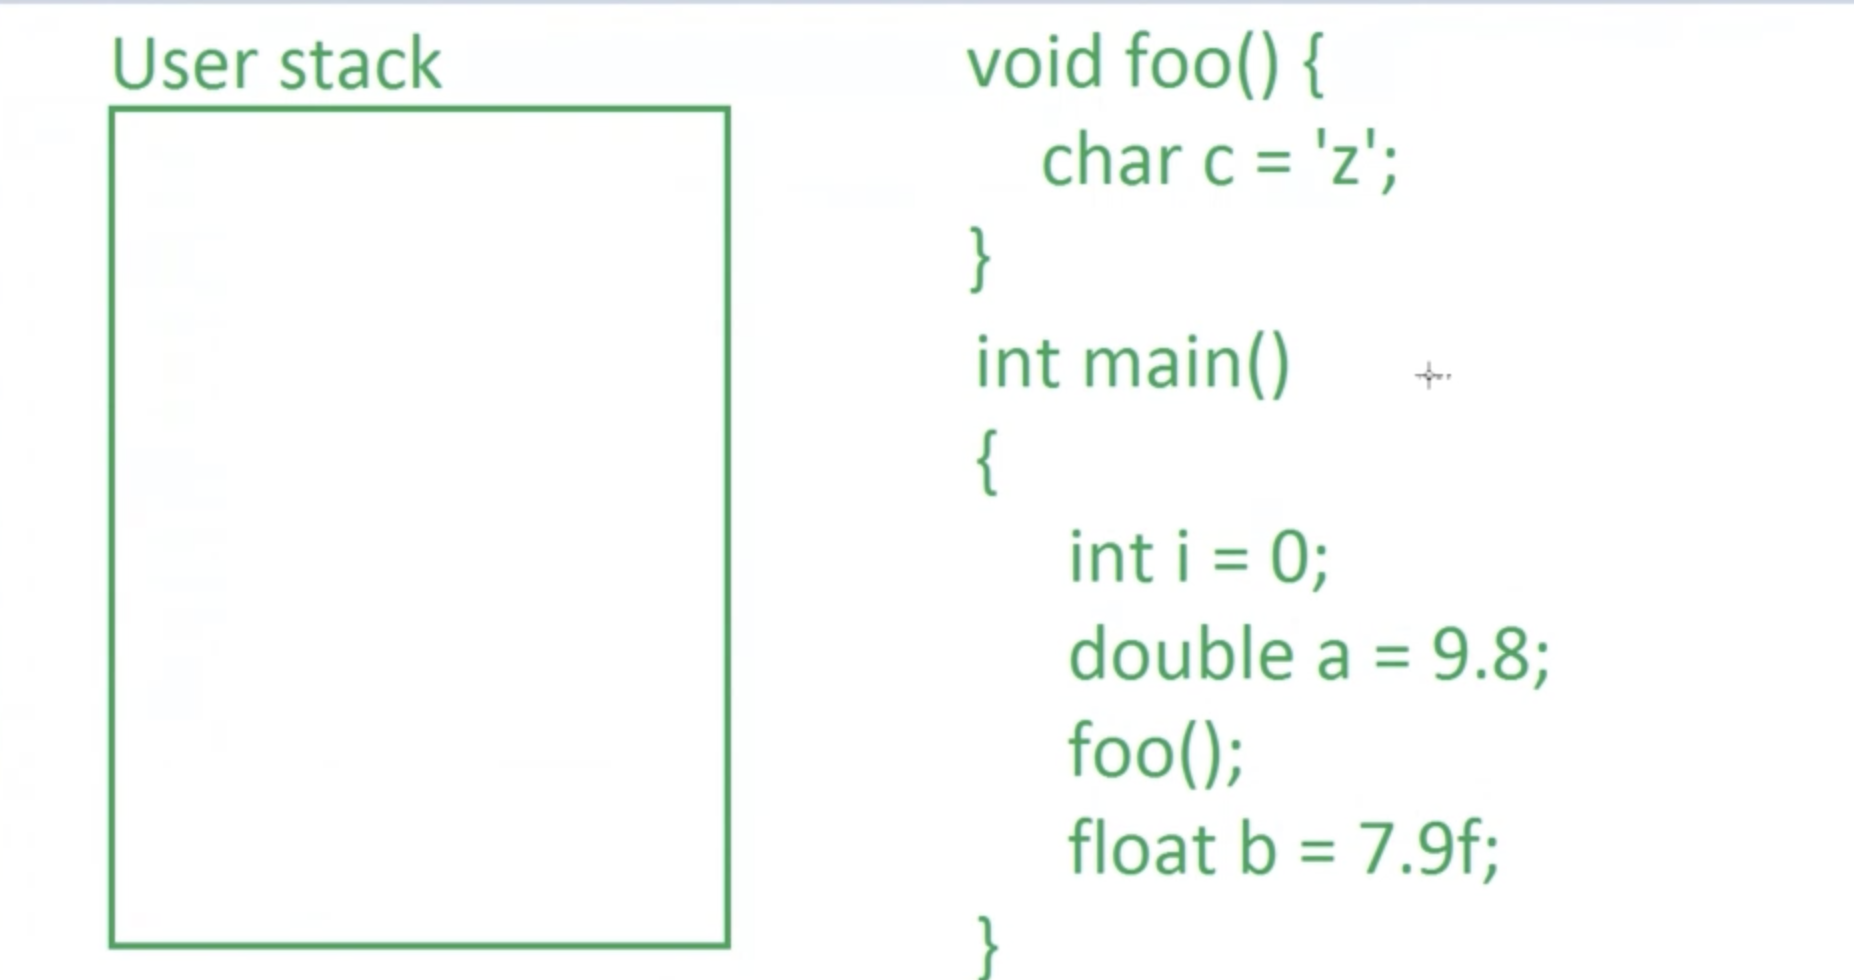 User stack
void foo() {
char c = 'z';
}
int main()
{
int i = 0;
double a = 9.8;
foo();
float b = 7.9f;
}